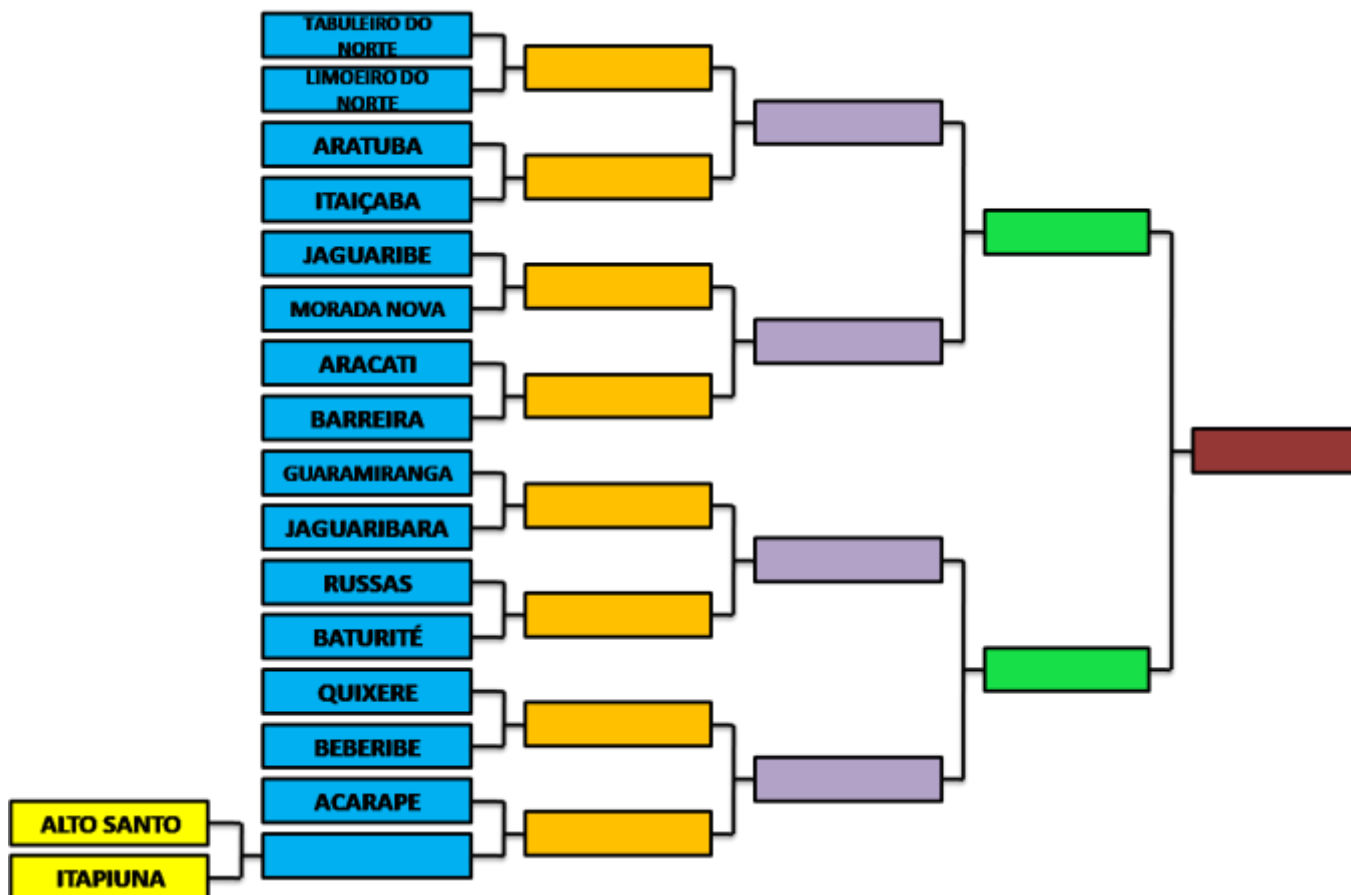 TABULEIRO DO
NORTE
LIMOEIRO DO
NORTE
ARATUBA
ITAIÇABA
JAGUARIBE
MORADA NOVA
ARACATI
BARREIRA
GUARAMIRANGA
JAGUARIBARA
RUSSAS
BATURITÉ
QUIXERE
BEBERIBE
ACARAPE
ALTO SANTO
ITAPIUNA